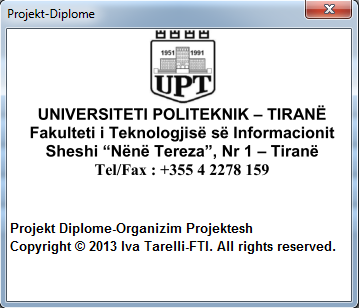 Projekt-Diplome
1951 1991
UPT
UNIVERSITETI POLITEKNIK – TIRANË
Fakulteti i Teknologjisë së Informacionit
Sheshi “Nënë Tereza”, Nr 1 – Tiranë
Tel/Fax : +355 4 2278 159
Projekt Diplome-Organizim Projektesh
Copyright © 2013 Iva Tarelli-FTI. All rights reserved.